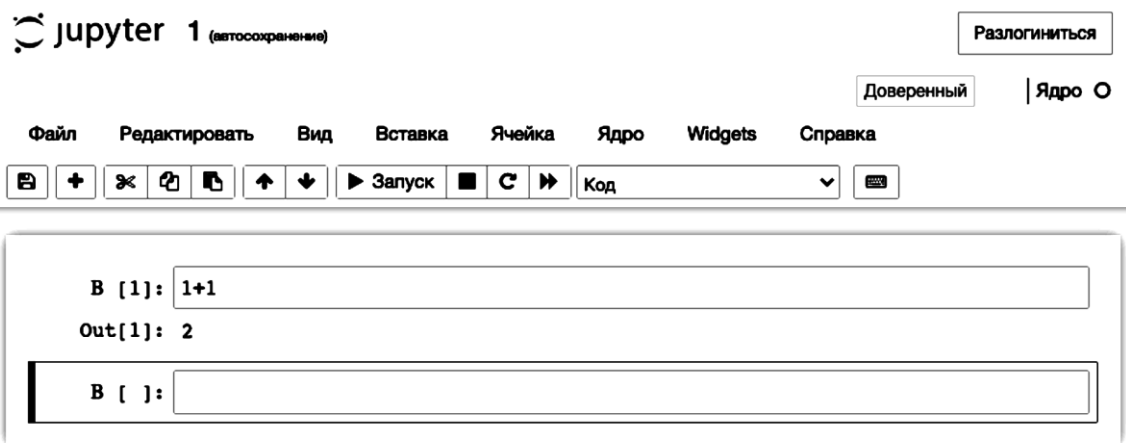 jupyter 1 (автосохранение)
Разлогиниться
Доверенный
Ядро
Файл Редактировать Вид Вставка Ячейка Ядро Widgets Справка
Запуск Код
В [1]: 1+1
Out[1]: 2
В [ ]: